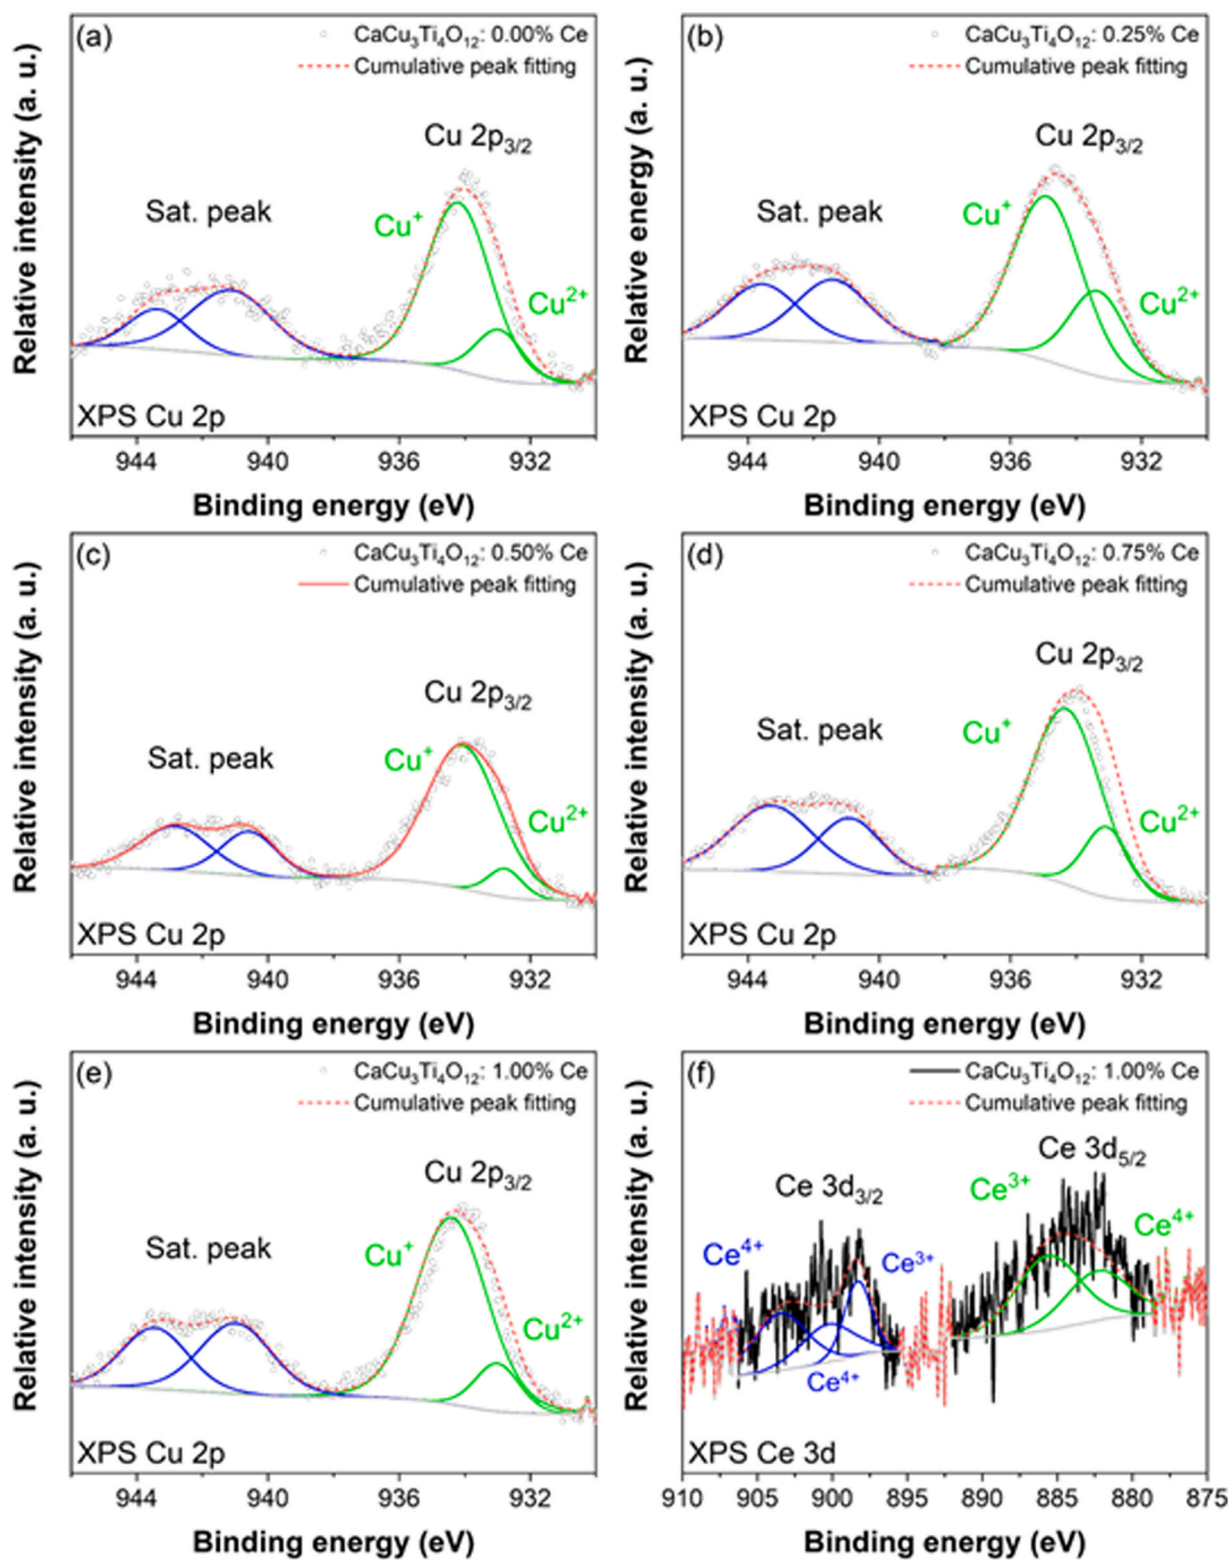 (a)
CaCu₃Ti₄O₁₂: 0.00% Ce
Cumulative peak fitting
Cu 2p₃/₂
Sat. peak
Cu⁺
Cu²⁺
XPS Cu 2p
Relative intensity (a. u.)
944 940 936 932
Binding energy (eV)
(b)
CaCu₃Ti₄O₁₂: 0.25% Ce
Cumulative peak fitting
Cu 2p₃/₂
Sat. peak
Cu⁺
Cu²⁺
XPS Cu 2p
Relative energy (a. u.)
944 940 936 932
Binding energy (eV)
(c)
CaCu₃Ti₄O₁₂: 0.50% Ce
Cumulative peak fitting
Cu 2p₃/₂
Sat. peak
Cu⁺
Cu²⁺
XPS Cu 2p
Relative intensity (a. u.)
944 940 936 932
Binding energy (eV)
(d)
CaCu₃Ti₄O₁₂: 0.75% Ce
Cumulative peak fitting
Cu 2p₃/₂
Sat. peak
Cu⁺
Cu²⁺
XPS Cu 2p
Relative intensity (a. u.)
944 940 936 932
Binding energy (eV)
(e)
CaCu₃Ti₄O₁₂: 1.00% Ce
Cumulative peak fitting
Cu 2p₃/₂
Sat. peak
Cu⁺
Cu²⁺
XPS Cu 2p
Relative intensity (a. u.)
944 940 936 932
Binding energy (eV)
(f)
CaCu₃Ti₄O₁₂: 1.00% Ce
Cumulative peak fitting
Ce 3d₅/₂
Ce 3d₃/₂
Ce³⁺
Ce⁴⁺
Ce⁴⁺
Ce³⁺
Ce⁴⁺
XPS Ce 3d
Relative intensity (a. u.)
910 905 900 895 890 885 880 875
Binding energy (eV)